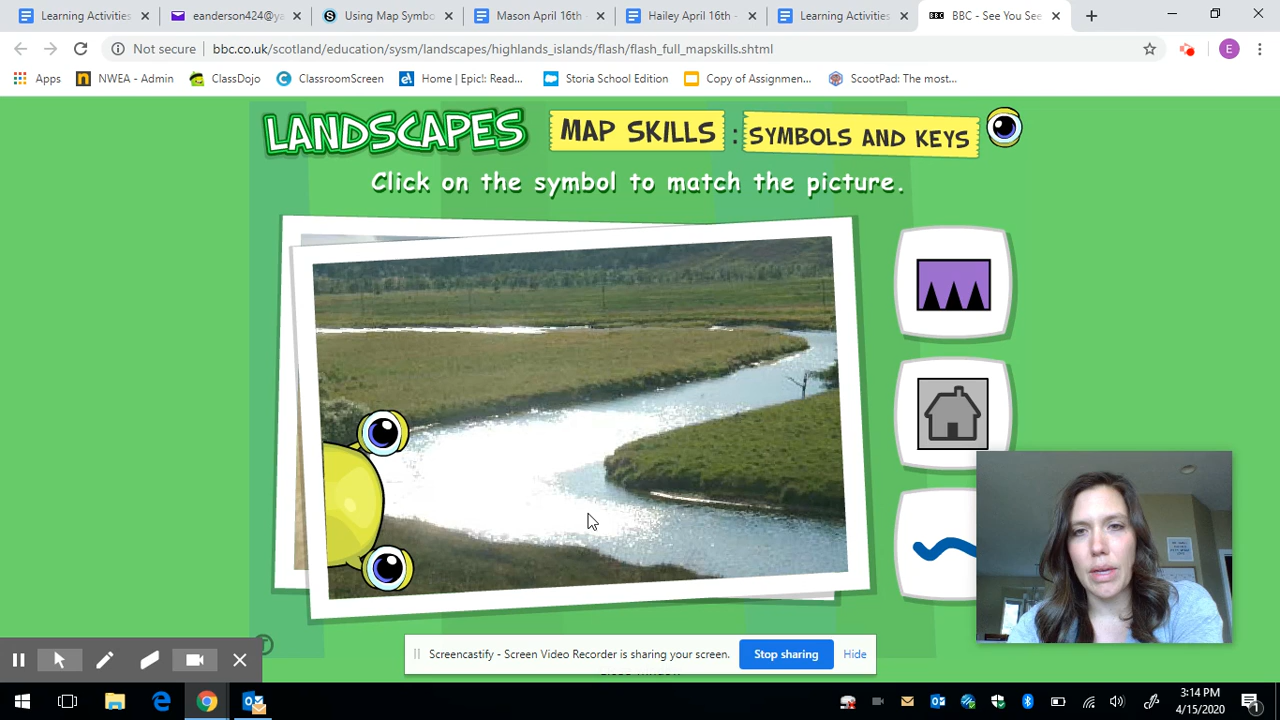 Learning Activities
eanderson424@ya
Using Map Symbo
Mason April 16th
Hailey April 16th
Learning Activities
BBC - See You See
Not secure
bbc.co.uk/scotland/education/sysm/landscapes/highlands_islands/flash/flash_full_mapskills.shtml
E
Apps
NWEA - Admin
ClassDojo
ClassroomScreen
Home | Epic!: Read...
Storia School Edition
Copy of Assignmen...
ScootPad: The most...
LANDSCAPES
MAP SKILLS : SYMBOLS AND KEYS
Click on the symbol to match the picture.
Screencastify - Screen Video Recorder is sharing your screen.
Stop sharing
Hide
3:14 PM
4/15/2020